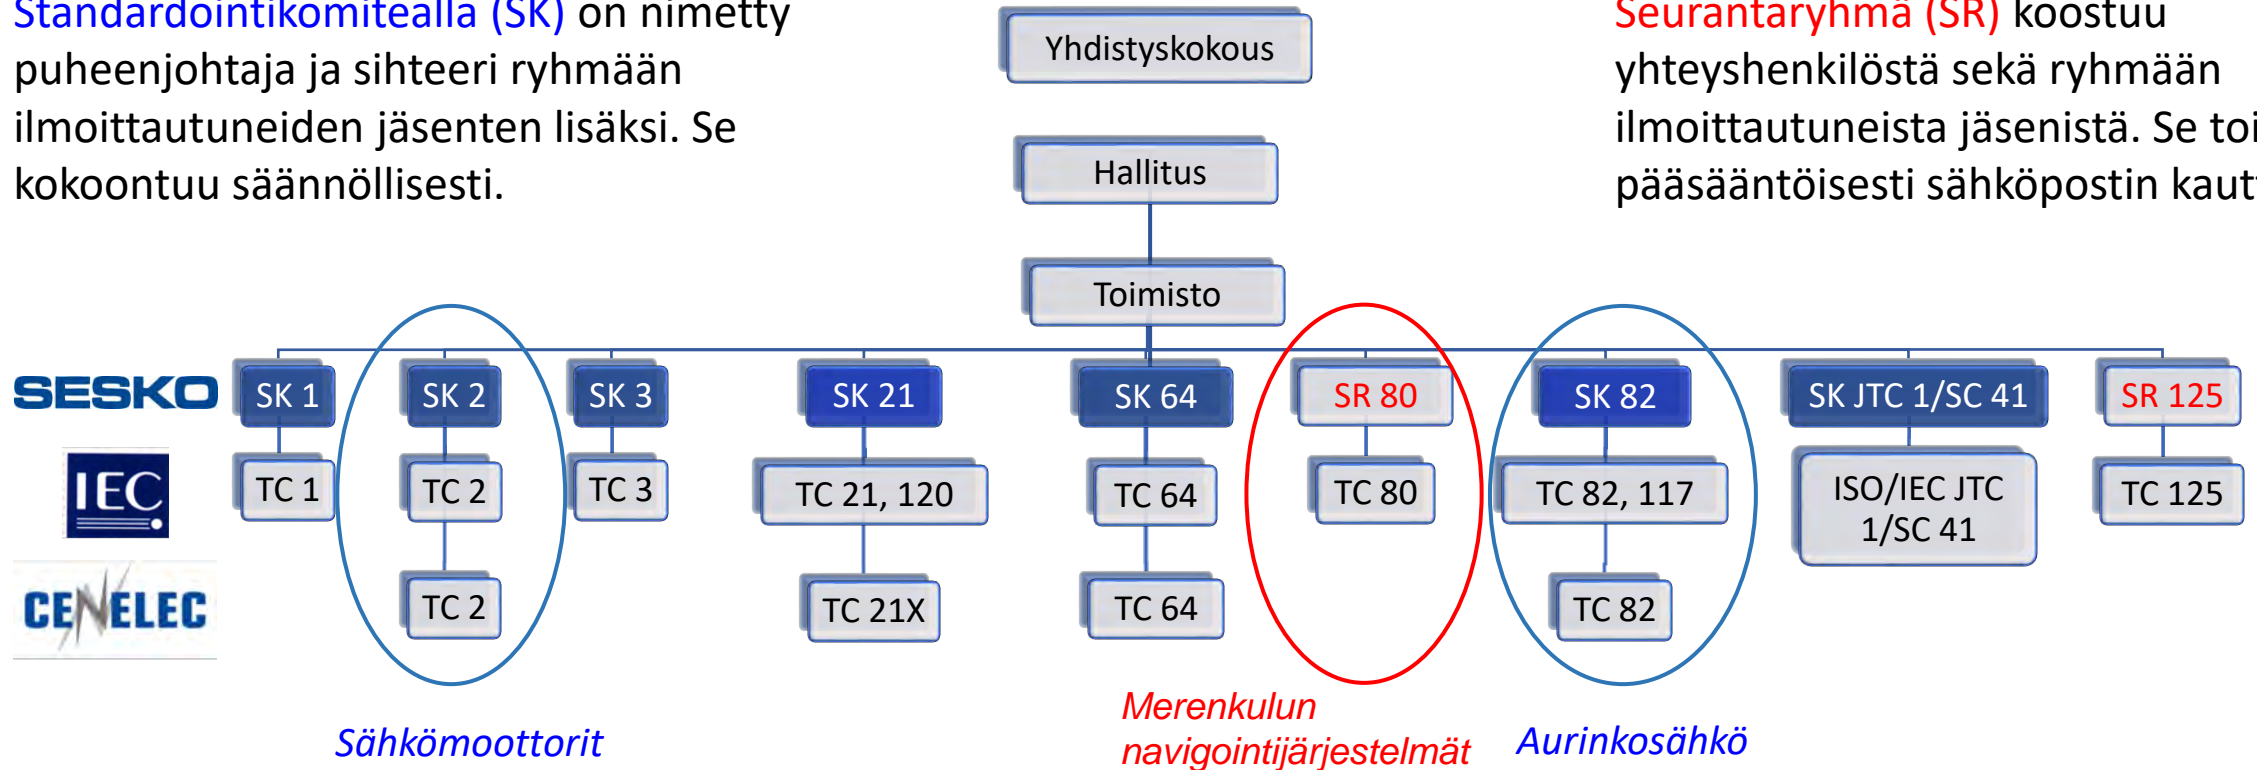 Standardointikomitealla (SK) on nimetty
puheenjohtaja ja sihteeri ryhmään
ilmoittautuneiden jäsenten lisäksi. Se
kokoontuu säännöllisesti.
Yhdistyskokous
Hallitus
Toimisto
Seurantaryhmä (SR) koostuu
yhteyshenkilöstä sekä ryhmään
ilmoittautuneista jäsenistä. Se
pääsääntöisesti sähköpostin
SESKO
SK 1
SK 2
SK 3
SK 21
SK 64
SR 80
SK 82
SK JTC 1/SC 41
SR 125
IEC
TC 1
TC 2
TC 3
TC 21, 120
TC 64
TC 80
TC 82, 117
ISO/IEC JTC
1/SC 41
TC 125
CENELEC
TC 2
TC 21X
TC 64
TC 82
Sähkömoottorit
Merenkulun
navigointijärjestelmät
Aurinkosähkö